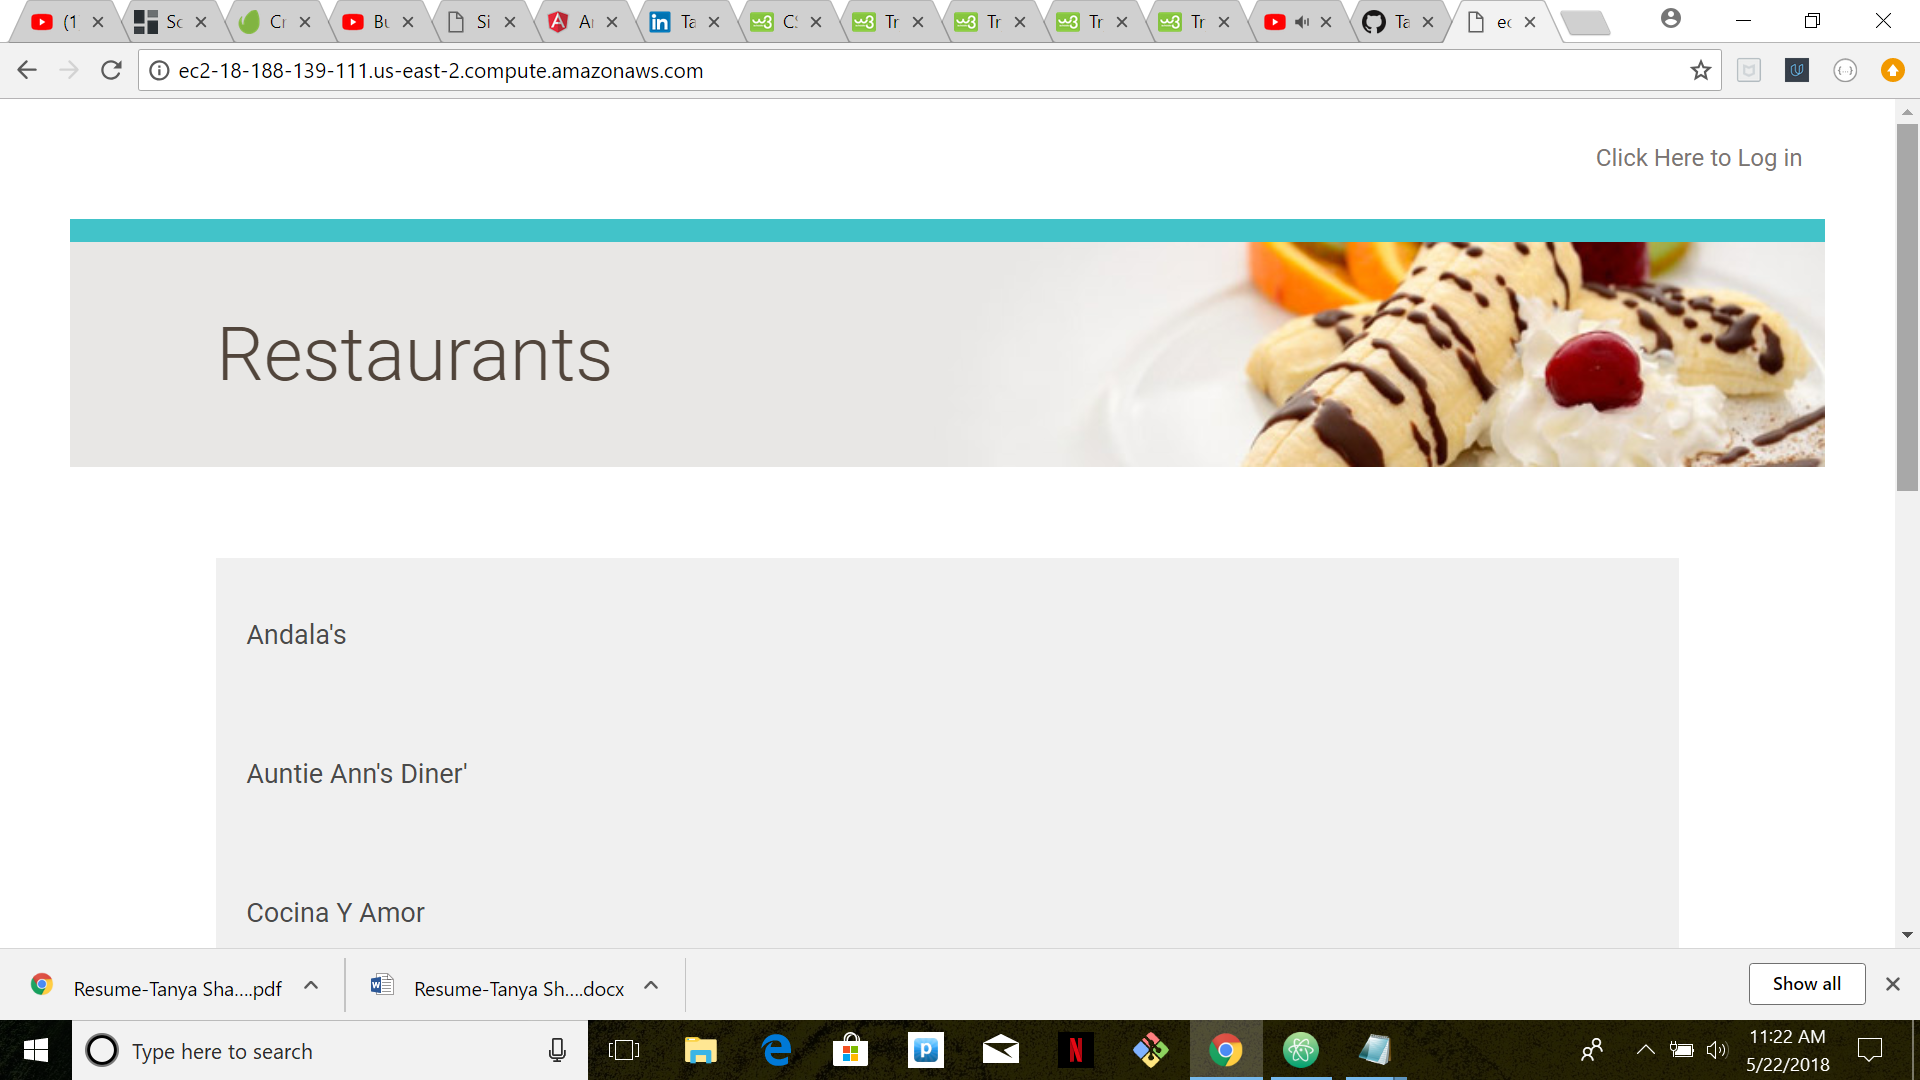 (1
Sc
Cr
Bu
Si
Ar
Ta
CS
Tr
Tr
Tr
Tr
Ta
ec
ec2-18-188-139-111.us-east-2.compute.amazonaws.com
Click Here to Log in
Restaurants
Andala's
Auntie Ann's Diner'
Cocina Y Amor
Resume-Tanya Sha....pdf
Resume-Tanya Sh....docx
Show all
Type here to search
11:22 AM
5/22/2018